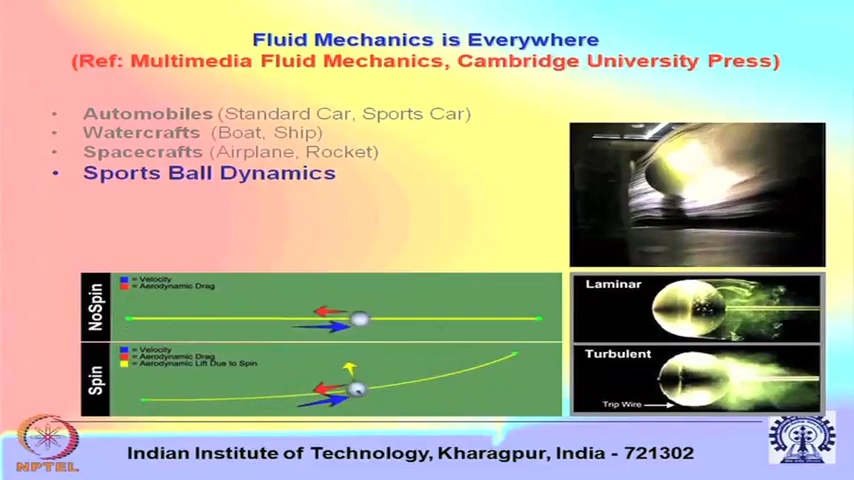 Fluid Mechanics is Everywhere
(Ref: Multimedia Fluid Mechanics, Cambridge University Press)
• Automobiles (Standard Car, Sports Car)
• Watercrafts (Boat, Ship)
• Spacecrafts (Airplane, Rocket)
• Sports Ball Dynamics
NoSpin
= Velocity
= Aerodynamic Drag
Spin
= Velocity
= Aerodynamic Drag
= Aerodynamic Lift Due to Spin
Laminar
Turbulent
Trip Wire
NPTEL
Indian Institute of Technology, Kharagpur, India - 721302